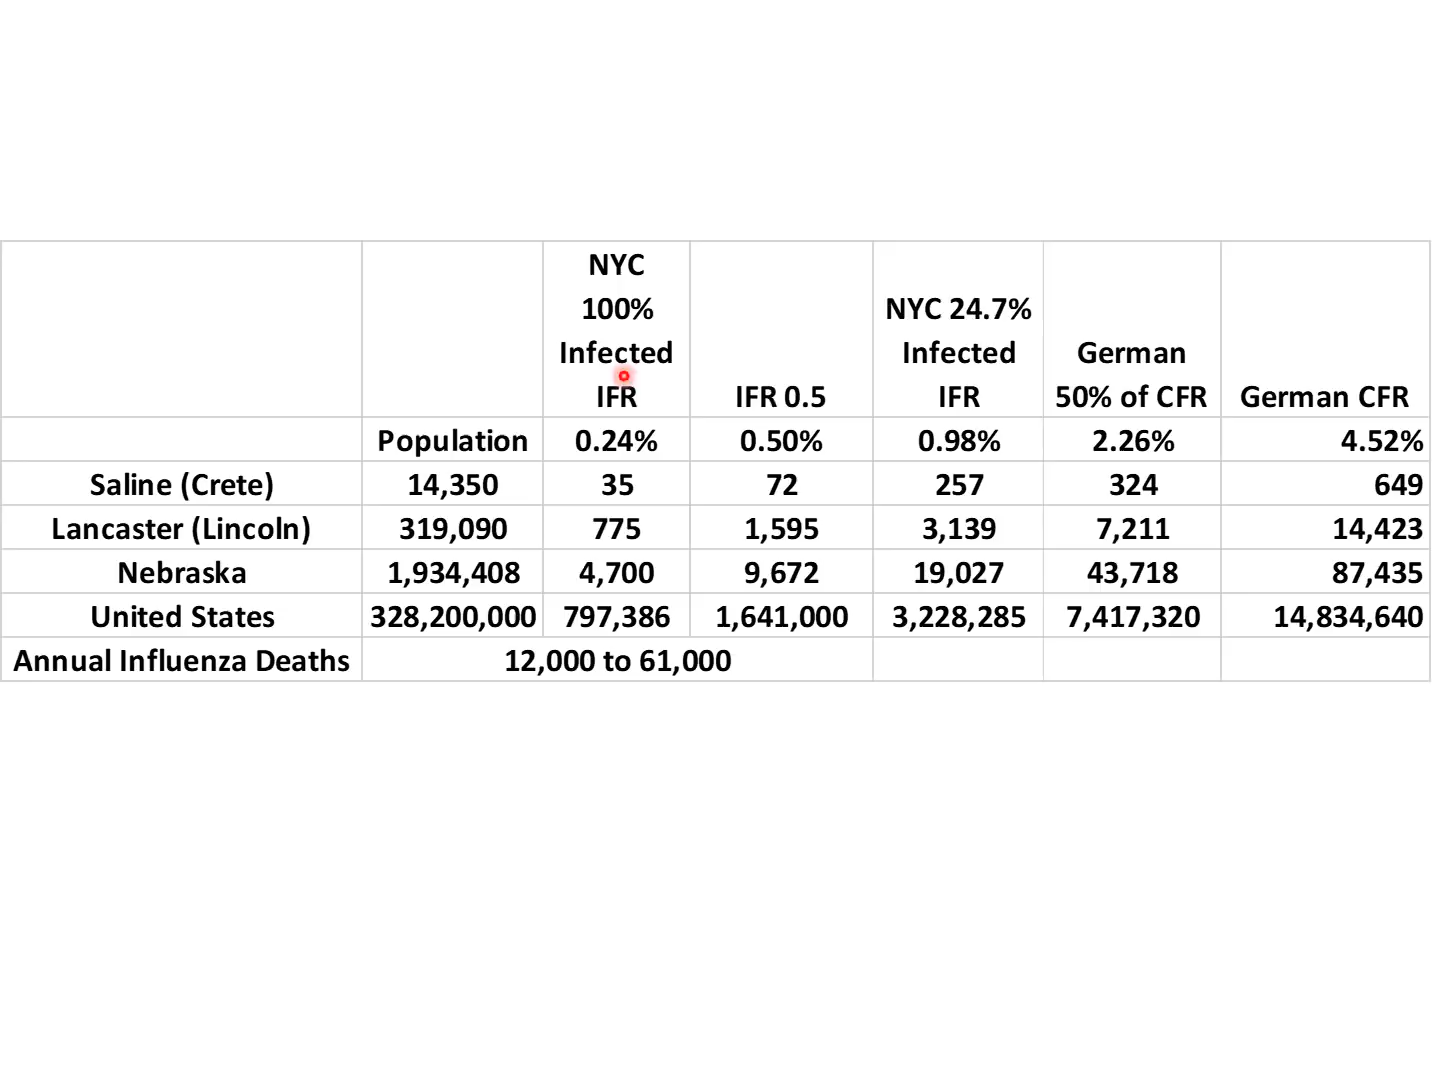 NYC
100%
Infected
IFR
IFR 0.5
NYC 24.7%
Infected
IFR
German
50% of CFR
German CFR
Population 0.24% 0.50% 0.98% 2.26% 4.52%
Saline (Crete) 14,350 35 72 257 324 649
Lancaster (Lincoln) 319,090 775 1,595 3,139 7,211 14,423
Nebraska 1,934,408 4,700 9,672 19,027 43,718 87,435
United States 328,200,000 797,386 1,641,000 3,228,285 7,417,320 14,834,640
Annual Influenza Deaths 12,000 to 61,000